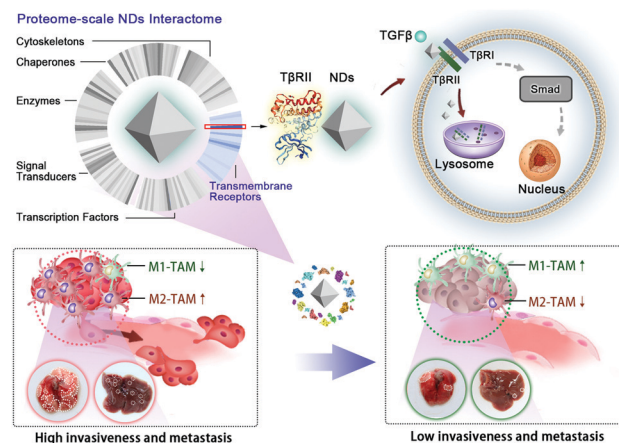 Proteome-scale NDs Interactome
Cytoskeletons
Chaperones
Enzymes
Signal
Transducers
Transcription Factors
Transmembrane
Receptors
TβRII
NDs
TGFβ
TβRI
TβRII
Smad
Lysosome
Nucleus
M1-TAM ↓
M2-TAM ↑
High invasiveness and metastasis
M1-TAM ↑
M2-TAM ↓
Low invasiveness and metastasis